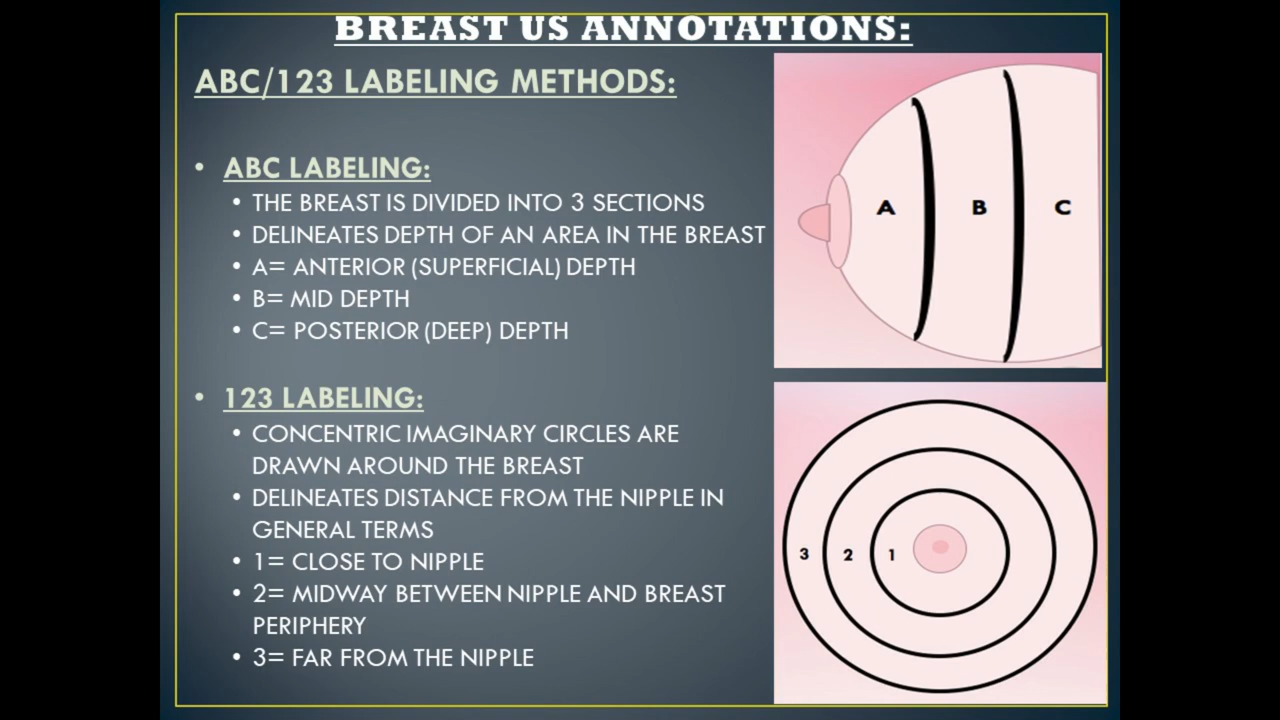 BREAST US ANNOTATIONS:
ABC/123 LABELING METHODS:
• ABC LABELING:
• THE BREAST IS DIVIDED INTO 3 SECTIONS
• DELINEATES DEPTH OF AN AREA IN THE BREAST
• A= ANTERIOR (SUPERFICIAL) DEPTH
• B= MID DEPTH
• C= POSTERIOR (DEEP) DEPTH
A B C
• 123 LABELING:
• CONCENTRIC IMAGINARY CIRCLES ARE
DRAWN AROUND THE BREAST
• DELINEATES DISTANCE FROM THE NIPPLE IN
GENERAL TERMS
• 1= CLOSE TO NIPPLE
• 2= MIDWAY BETWEEN NIPPLE AND BREAST
PERIPHERY
• 3= FAR FROM THE NIPPLE
3 2 1